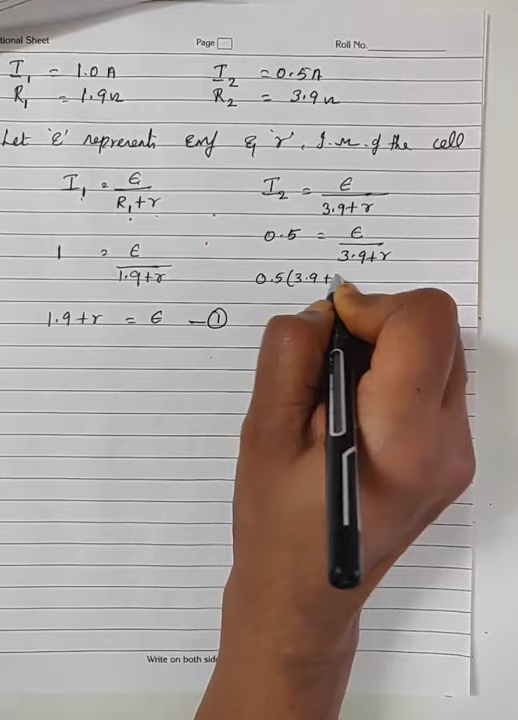 tional Sheet Page Roll No.
I₁ = 1.0 A I₂ = 0.5A
R₁ = 1.9Ω R₂ = 3.9Ω
Let 'ε' represents Emf & 'r', I.r. of the cell
I₁ = ε/(R₁+r) I₂ = ε/(3.9+r)
0.5 = ε/(3.9+r)
1 = ε/(1.9+r) 0.5(3.9+
1.9+r = ε —①
Write on both sid